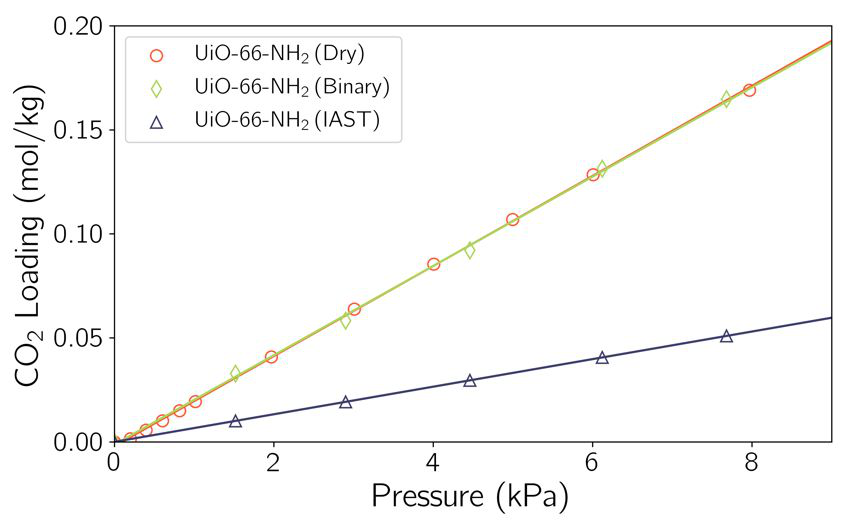 0.20
0.15
0.10
0.05
0.00
CO₂ Loading (mol/kg)
UiO-66-NH₂ (Dry)
UiO-66-NH₂ (Binary)
UiO-66-NH₂ (IAST)
0 2 4 6 8
Pressure (kPa)